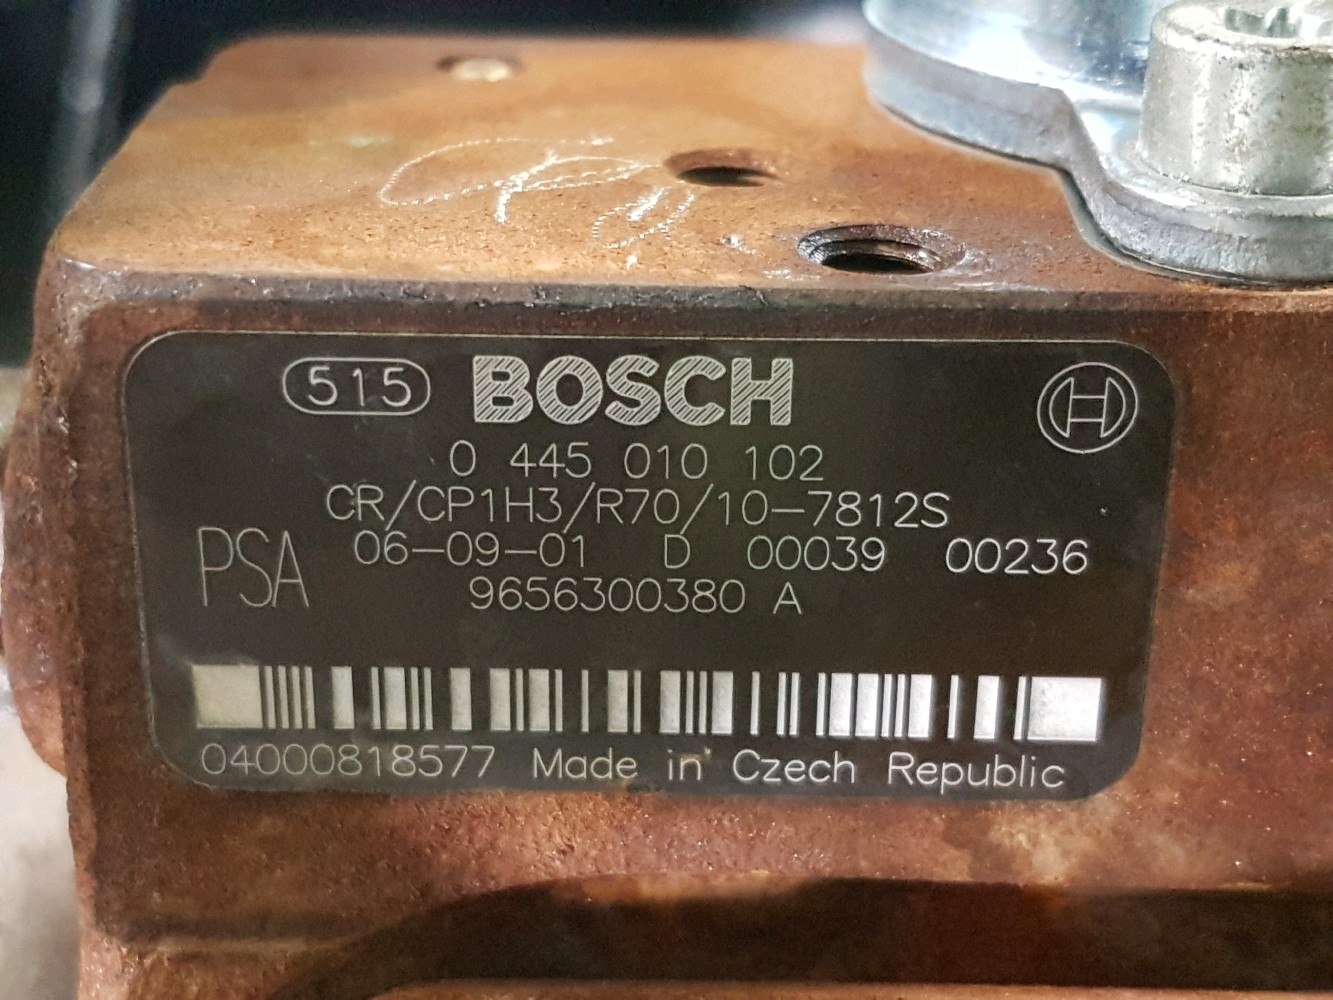 515 BOSCH
0 445 010 102
CR/CP1H3/R70/10-7812S
PSA 06-09-01 D 00039 00236
9656300380 A
04000818577 Made in Czech Republic